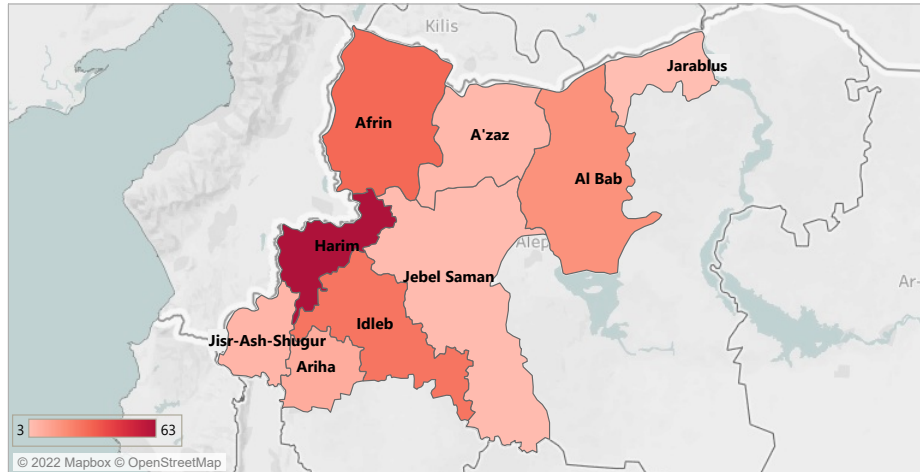 Kilis
Jarablus
Afrin
A'zaz
Al Bab
Harim
Alep
Jebel Saman
Ar-
Idleb
Jisr-Ash-Shugur
Ariha
3
63
© 2022 Mapbox © OpenStreetMap